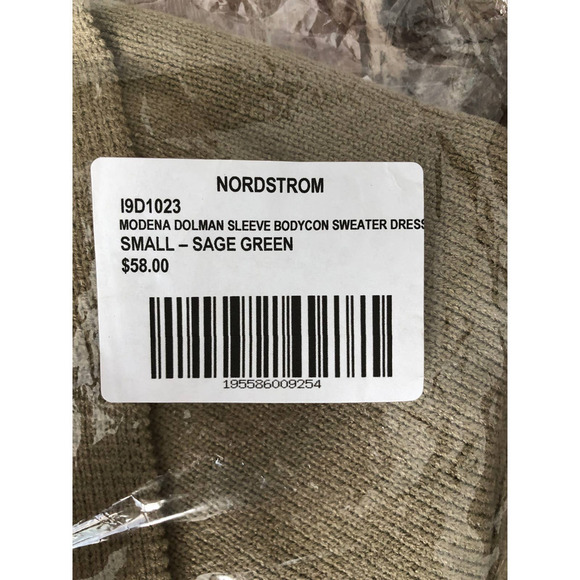 NORDSTROM
I9D1023
MODENA DOLMAN SLEEVE BODYCON SWEATER DRESS
SMALL – SAGE GREEN
$58.00
195586009254